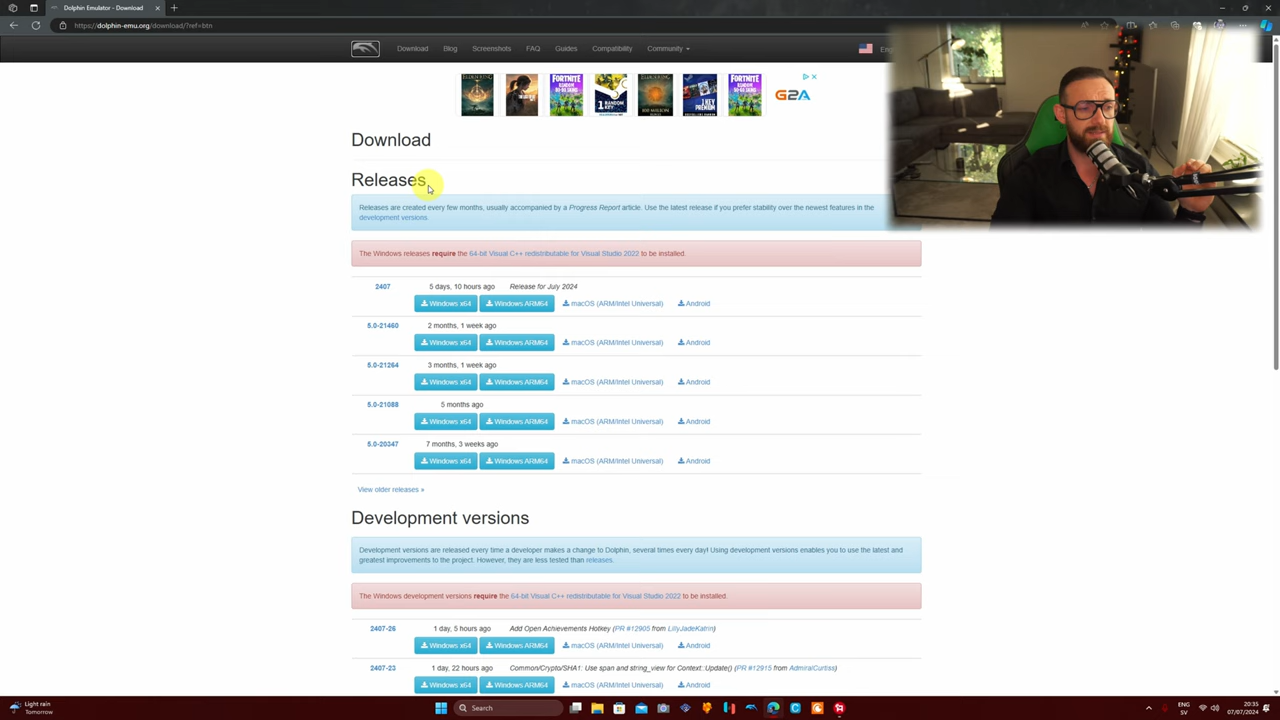 Dolphin Emulator - Download
https://dolphin-emu.org/download/?ref=btn
Download Blog Screenshots FAQ Guides Compatibility Community
G2A
Download
Releases
Releases are created every few months, usually accompanied by a Progress Report article. Use the latest release if you prefer stability over the newest features in the
development versions.
The Windows releases require the 64-bit Visual C++ redistributable for Visual Studio 2022 to be installed.
2407 5 days, 10 hours ago Release for July 2024
Windows x64 Windows ARM64 macOS (ARM/Intel Universal) Android
5.0-21460 2 months, 1 week ago
Windows x64 Windows ARM64 macOS (ARM/Intel Universal) Android
5.0-21264 3 months, 1 week ago
Windows x64 Windows ARM64 macOS (ARM/Intel Universal) Android
5.0-21088 5 months ago
Windows x64 Windows ARM64 macOS (ARM/Intel Universal) Android
5.0-20347 7 months, 3 weeks ago
Windows x64 Windows ARM64 macOS (ARM/Intel Universal) Android
View older releases »
Development versions
Development versions are released every time a developer makes a change to Dolphin, several times every day! Using development versions enables you to use the latest and
greatest improvements to the project. However, they are less tested than releases.
The Windows development versions require the 64-bit Visual C++ redistributable for Visual Studio 2022 to be installed.
2407-26 1 day, 5 hours ago Add Open Achievements Hotkey (PR #12905 from LillyJadeKatrin)
Windows x64 Windows ARM64 macOS (ARM/Intel Universal) Android
2407-23 1 day, 22 hours ago Common/Crypto/SHA1: Use span and string_view for Context::Update() (PR #12915 from AdmiralCurtiss)
Windows x64 Windows ARM64 macOS (ARM/Intel Universal) Android
Light rain
Tomorrow
Search
ENG
SV
20:35
07/07/2024